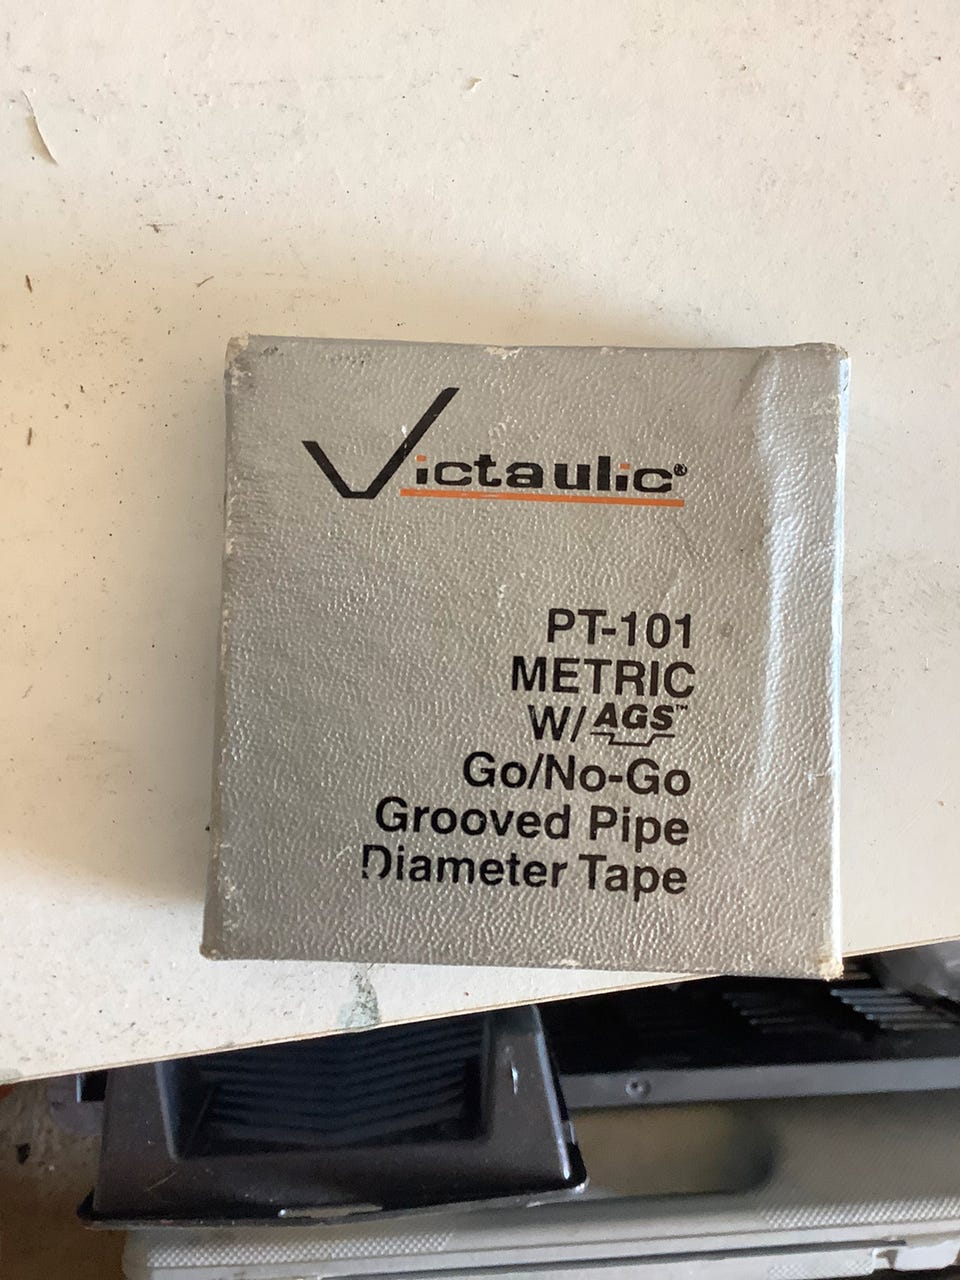 Victaulic®
PT-101
METRIC
W/AGS™
Go/No-Go
Grooved Pipe
Diameter Tape